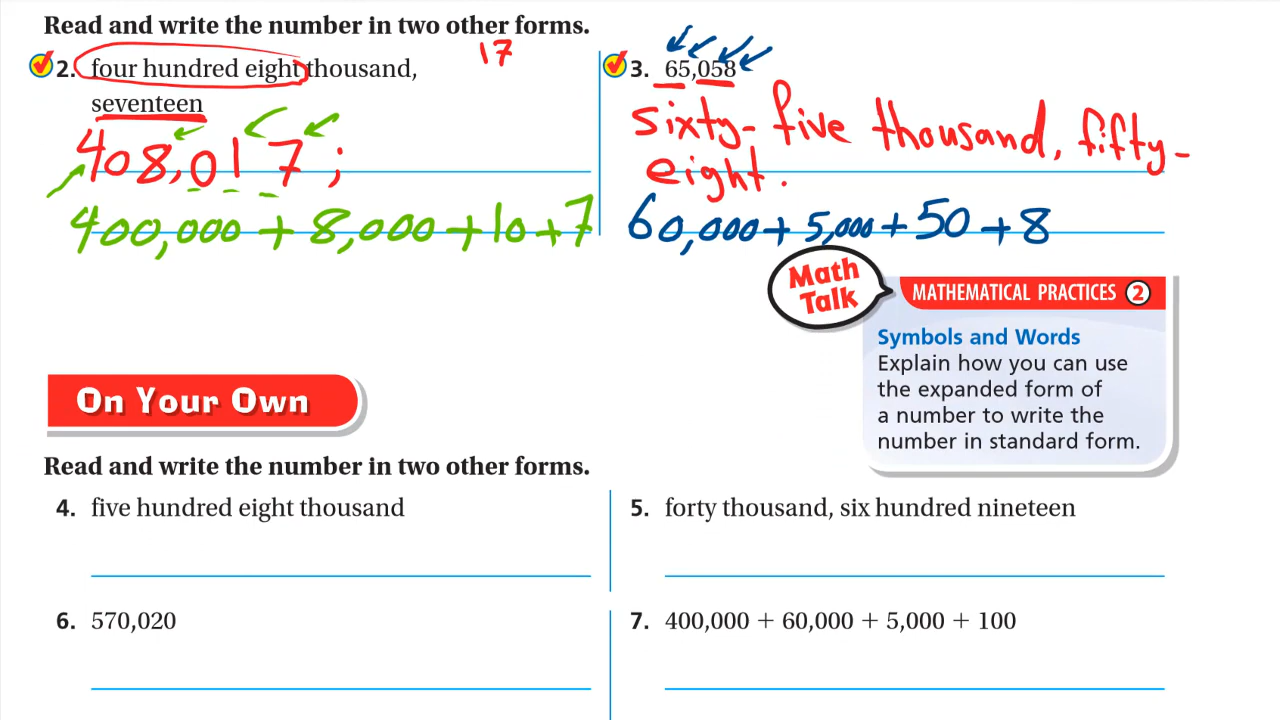 Read and write the number in two other forms.
2. four hundred eight thousand,
17
seventeen
408,017;
400,000 + 8,000 + 10 + 7
3. 65,058
sixty-five thousand, fifty-
eight.
60,000 + 5,000 + 50 + 8
Math
Talk
MATHEMATICAL PRACTICES 2
Symbols and Words
Explain how you can use
the expanded form of
a number to write the
number in standard form.
On Your Own
Read and write the number in two other forms.
4. five hundred eight thousand
5. forty thousand, six hundred nineteen
6. 570,020
7. 400,000 + 60,000 + 5,000 + 100